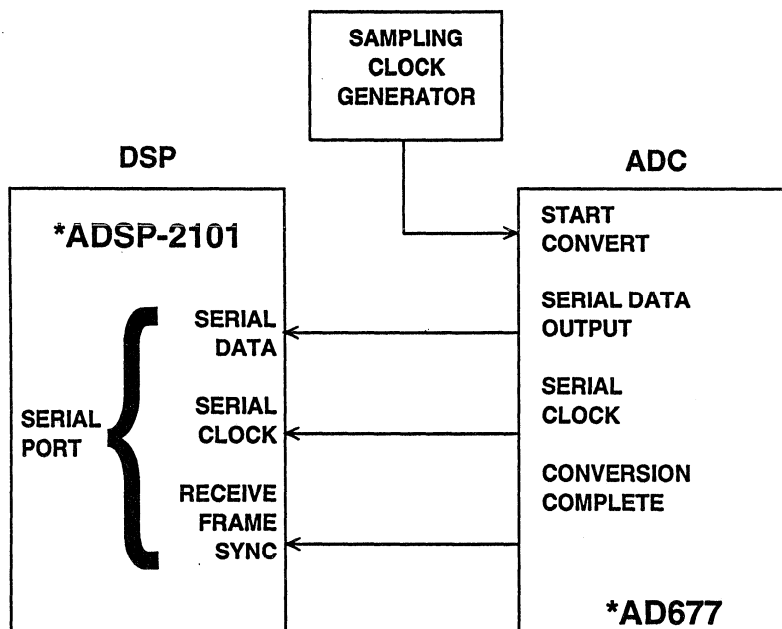 SAMPLING
CLOCK
GENERATOR
DSP
ADC
*ADSP-2101
START
CONVERT
SERIAL
DATA
SERIAL DATA
OUTPUT
SERIAL
PORT
SERIAL
CLOCK
SERIAL
CLOCK
RECEIVE
FRAME
SYNC
CONVERSION
COMPLETE
*AD677